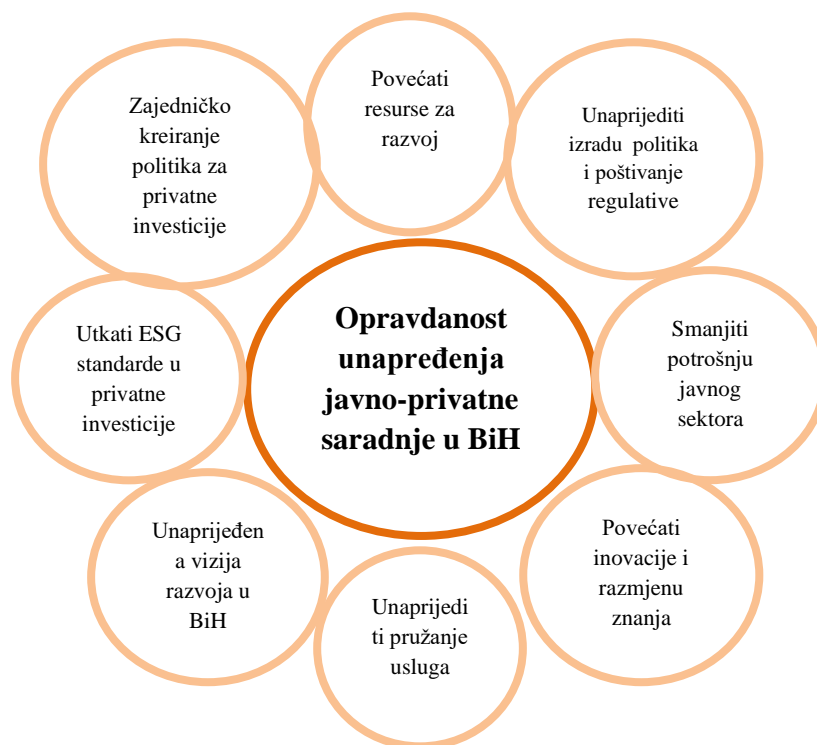 Povećati
resurse za
razvoj
Unaprijediti
izradu politika
i poštivanje
regulative
Smanjiti
potrošnju
javnog
sektora
Povećati
inovacije i
razmjenu
znanja
Unaprijedi
ti pružanje
usluga
Unaprijeđen
a vizija
razvoja u
BiH
Utkati ESG
standarde u
privatne
investicije
Zajedničko
kreiranje
politika za
privatne
investicije
Opravdanost
unapređenja
javno-privatne
saradnje u BiH